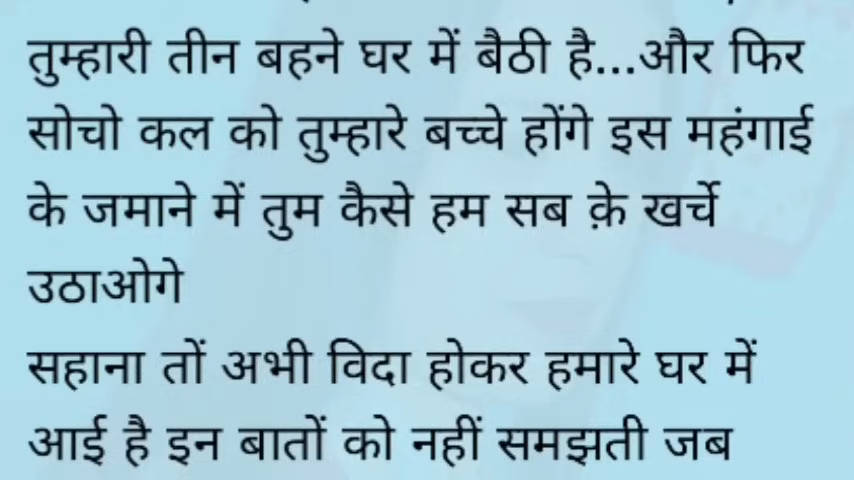 तुम्हारी तीन बहने घर में बैठी है...और फिर
सोचो कल को तुम्हारे बच्चे होंगे इस महंगाई
के जमाने में तुम कैसे हम सब क़े खर्चे
उठाओगे
सहाना तों अभी विदा होकर हमारे घर में
आई है इन बातों को नहीं समझती जब